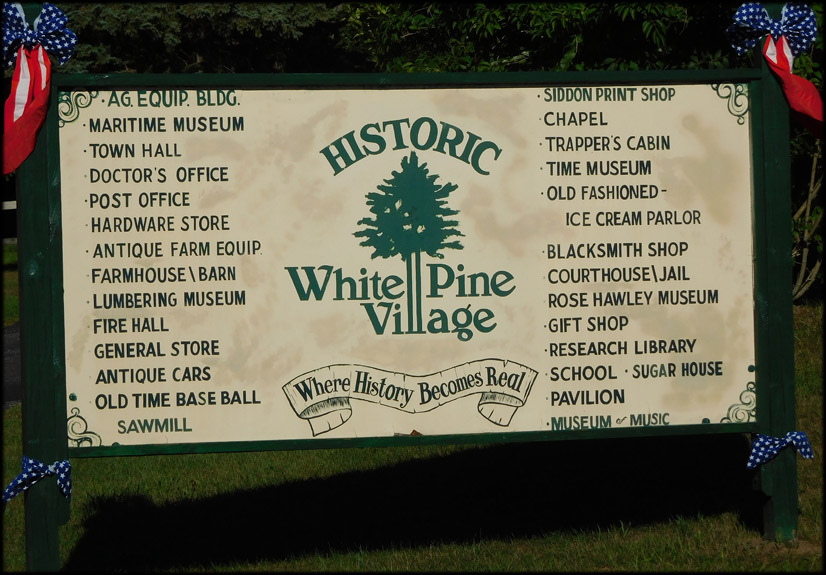 · AG. EQUIP. BLDG.
· MARITIME MUSEUM
· TOWN HALL
· DOCTOR'S OFFICE
· POST OFFICE
· HARDWARE STORE
· ANTIQUE FARM EQUIP.
· FARMHOUSE\BARN
· LUMBERING MUSEUM
· FIRE HALL
· GENERAL STORE
· ANTIQUE CARS
· OLD TIME BASE BALL
SAWMILL
HISTORIC
White Pine
Village
Where History Becomes Real
· SIDDON PRINT SHOP
· CHAPEL
· TRAPPER'S CABIN
· TIME MUSEUM
· OLD FASHIONED-
ICE CREAM PARLOR
· BLACKSMITH SHOP
· COURTHOUSE\JAIL
· ROSE HAWLEY MUSEUM
· GIFT SHOP
· RESEARCH LIBRARY
· SCHOOL · SUGAR HOUSE
· PAVILION
· MUSEUM of MUSIC